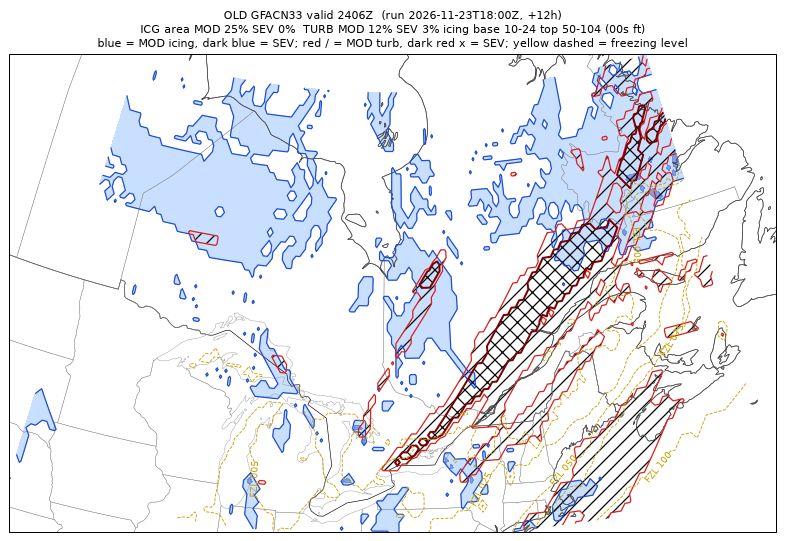 OLD GFACN33 valid 2406Z  (run 2026-11-23T18:00Z, +12h)
ICG area MOD 25% SEV 0%  TURB MOD 12% SEV 3% icing base 10-24 top 50-104 (00s ft)
blue = MOD icing, dark blue = SEV; red / = MOD turb, dark red x = SEV; yellow dashed = freezing level
FZL 100